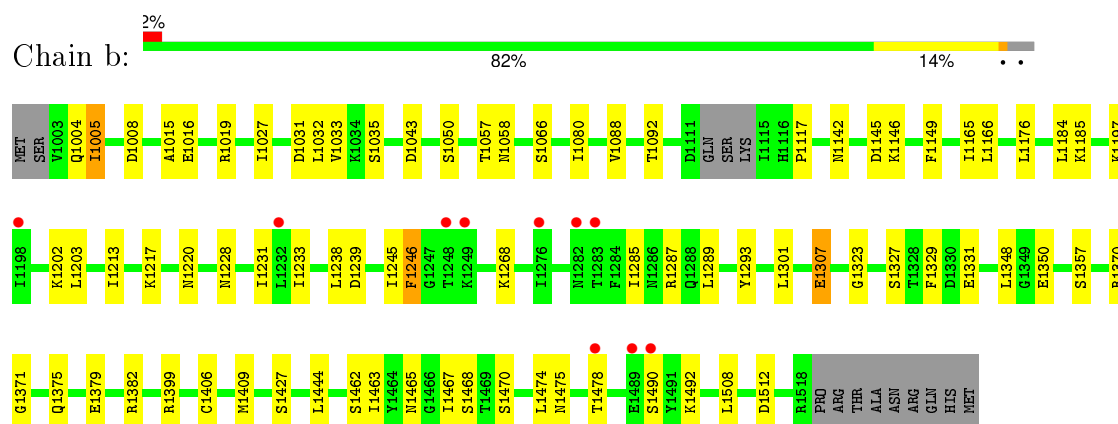 2%
Chain b:
82% 14% • •
MET SER V1003 Q1004 I1005 D1008 A1015 E1016 R1019 I1027 D1031 L1032 V1033 K1034 S1035 D1043 S1050 T1057 N1058 S1066 I1080 V1088 T1092 D1111 GLN SER LYS I1115 H1116 P1117 N1142 D1145 K1146 F1149 I1165 L1166 L1176 L1184 K1185 K1197
I1198 K1202 L1203 I1213 K1217 N1220 N1228 I1231 L1232 I1233 L1238 D1239 I1245 F1246 G1247 T1248 K1249 K1268 I1276 N1282 T1283 F1284 I1285 N1286 R1287 Q1288 L1289 Y1293 L1301 E1307 G1323 S1327 T1328 F1329 D1330 E1331 L1348 G1349 E1350 S1357 R1370
G1371 Q1375 E1379 R1382 R1399 C1406 M1409 S1427 L1444 S1462 I1463 Y1464 N1465 G1466 I1467 S1468 T1469 S1470 L1474 N1475 T1478 E1489 S1490 Y1491 K1492 L1508 D1512 R1518 PRO ARG THR ALA ASN ARG GLN HIS MET